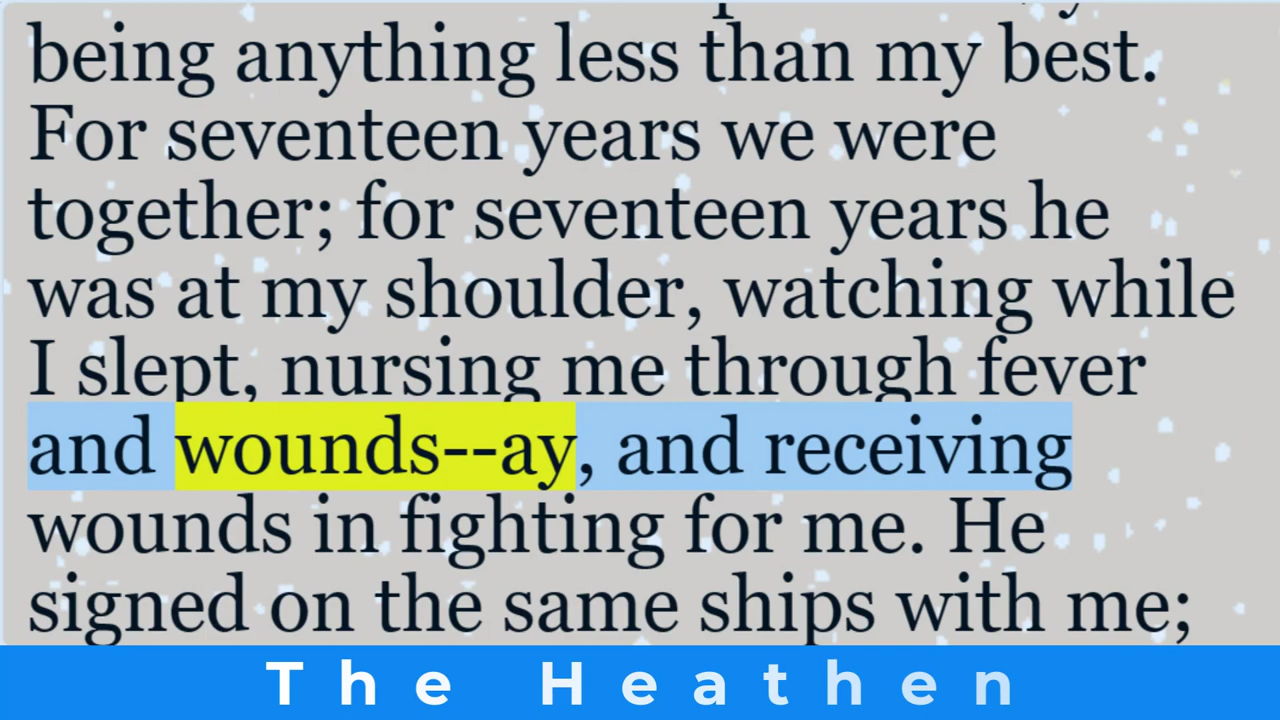 being anything less than my best.
For seventeen years we were
together; for seventeen years he
was at my shoulder, watching while
I slept, nursing me through fever
and wounds--ay, and receiving
wounds in fighting for me. He
signed on the same ships with me;
The Heathen